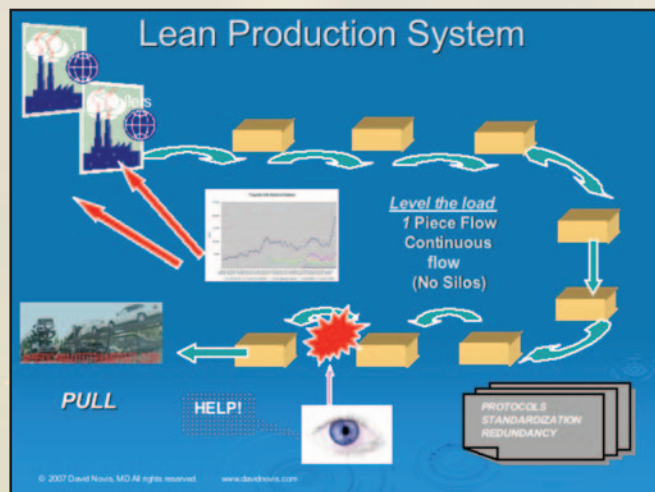 Lean Production System
Level the load
1 Piece Flow
Continuous
flow
(No Silos)
PULL
HELP!
PROTOCOLS
STANDARDIZATION
REDUNDANCY
© 2007 David Novis, MD All rights reserved. www.davidnovis.com